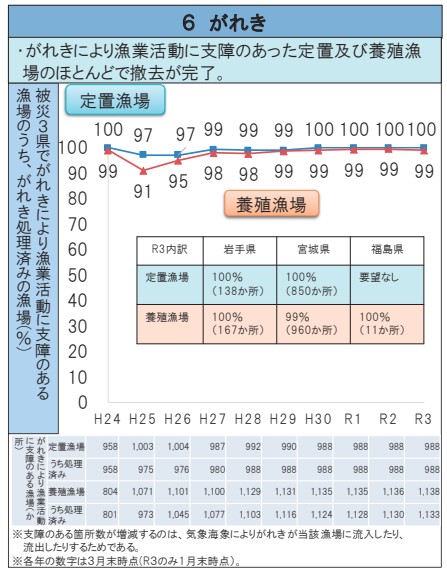 6 がれき
・がれきにより漁業活動に支障のあった定置及び養殖漁
場のほとんどで撤去が完了。
被災3県でがれきにより漁業活動に支障のある
漁場のうち、がれき処理済みの漁場(%)
定置漁場
100 97 97 99 99 99 100 100 100 100
99 91 95 98 98 99 99 99 99 99
養殖漁場
100
90
80
70
60
50
40
30
20
10
0
R3内訳 岩手県 宮城県 福島県
定置漁場 100%(138か所) 100%(850か所) 要望なし
養殖漁場 100%(167か所) 99%(960か所) 100%(11か所)
H24 H25 H26 H27 H28 H29 H30 R1 R2 R3
がれきにより漁業活動
に支障のある漁場(か
所)
定置漁場 958 1,003 1,004 987 992 990 988 988 988 988
うち処理済み 958 975 976 980 988 988 988 988 988 988
養殖漁場 804 1,071 1,101 1,100 1,129 1,131 1,135 1,135 1,136 1,138
うち処理済み 801 973 1,045 1,077 1,103 1,116 1,124 1,128 1,130 1,133
※支障のある箇所数が増減するのは、気象海象によりがれきが当該漁場に流入したり、
流出したりするためである。
※各年の数字は3月末時点(R3のみ1月末時点)。